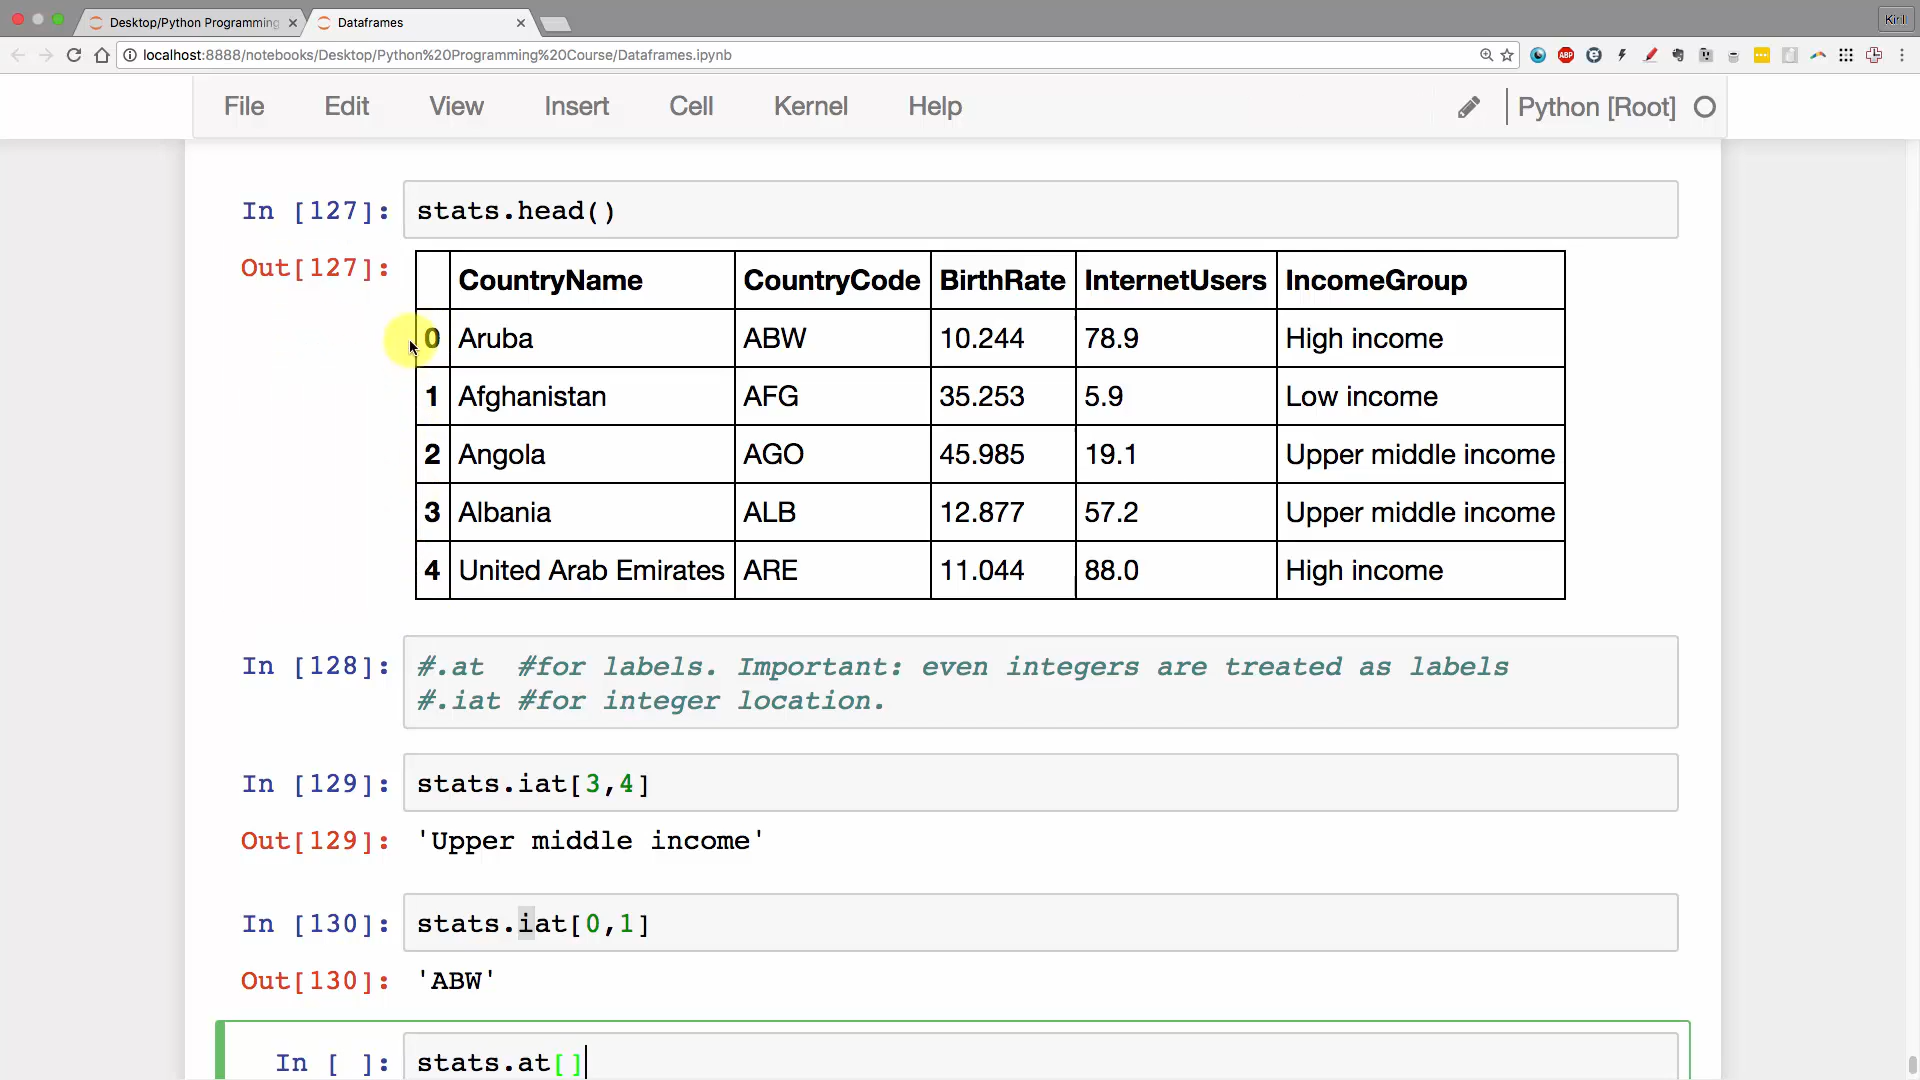 Desktop/Python Programming
Dataframes
Kirill
localhost:8888/notebooks/Desktop/Python%20Programming%20Course/Dataframes.ipynb
ABP
File Edit View Insert Cell Kernel Help Python [Root]
In [127]: stats.head()
Out[127]:
CountryName CountryCode BirthRate InternetUsers IncomeGroup
0 Aruba ABW 10.244 78.9 High income
1 Afghanistan AFG 35.253 5.9 Low income
2 Angola AGO 45.985 19.1 Upper middle income
3 Albania ALB 12.877 57.2 Upper middle income
4 United Arab Emirates ARE 11.044 88.0 High income
In [128]: #.at #for labels. Important: even integers are treated as labels
#.iat #for integer location.
In [129]: stats.iat[3,4]
Out[129]: 'Upper middle income'
In [130]: stats.iat[0,1]
Out[130]: 'ABW'
In [ ]: stats.at[]